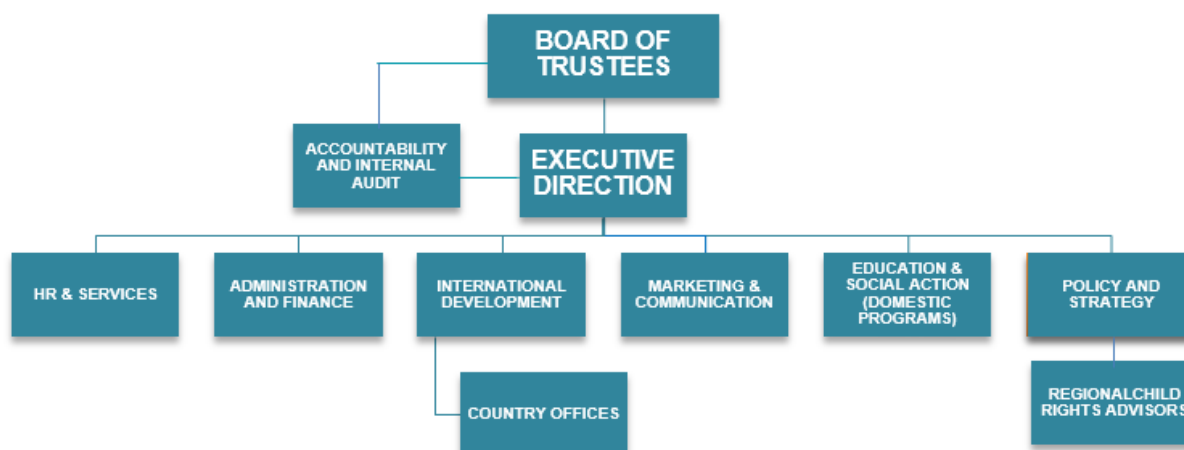 BOARD OF
TRUSTEES
ACCOUNTABILITY
AND INTERNAL
AUDIT
EXECUTIVE
DIRECTION
HR & SERVICES
ADMINISTRATION
AND FINANCE
INTERNATIONAL
DEVELOPMENT
MARKETING &
COMMUNICATION
EDUCATION &
SOCIAL ACTION
(DOMESTIC
PROGRAMS)
POLICY AND
STRATEGY
COUNTRY OFFICES
REGIONALCHILD
RIGHTS ADVISORS